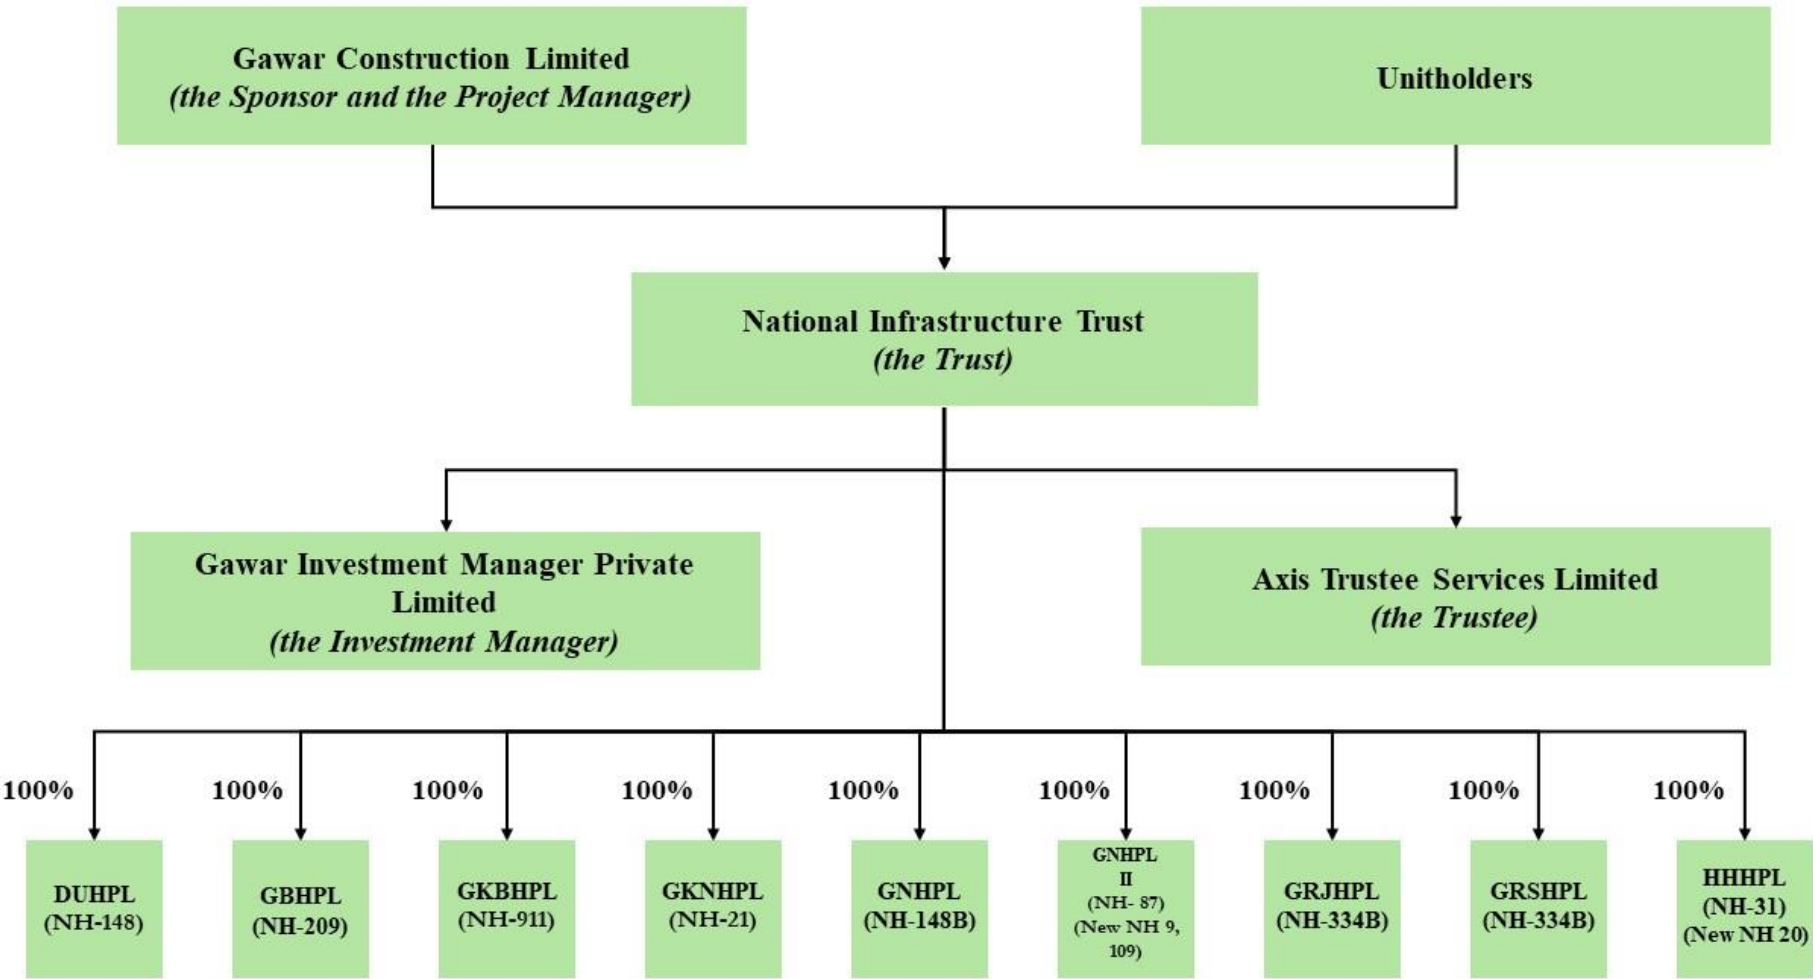 Gawar Construction Limited
(the Sponsor and the Project Manager)
Unitholders
National Infrastructure Trust
(the Trust)
Gawar Investment Manager Private
Limited
(the Investment Manager)
Axis Trustee Services Limited
(the Trustee)
100%
100%
100%
100%
100%
100%
100%
100%
100%
DUHPL
(NH-148)
GBHPL
(NH-209)
GKBHPL
(NH-911)
GKNHPL
(NH-21)
GNHPL
(NH-148B)
GNHPL
II
(NH- 87)
(New NH 9,
109)
GRJHPL
(NH-334B)
GRSHPL
(NH-334B)
HHHPL
(NH-31)
(New NH 20)